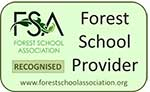 FSA
FOREST SCHOOL
ASSOCIATION
RECOGNISED
Forest
School
Provider
www.forestschoolassociation.org